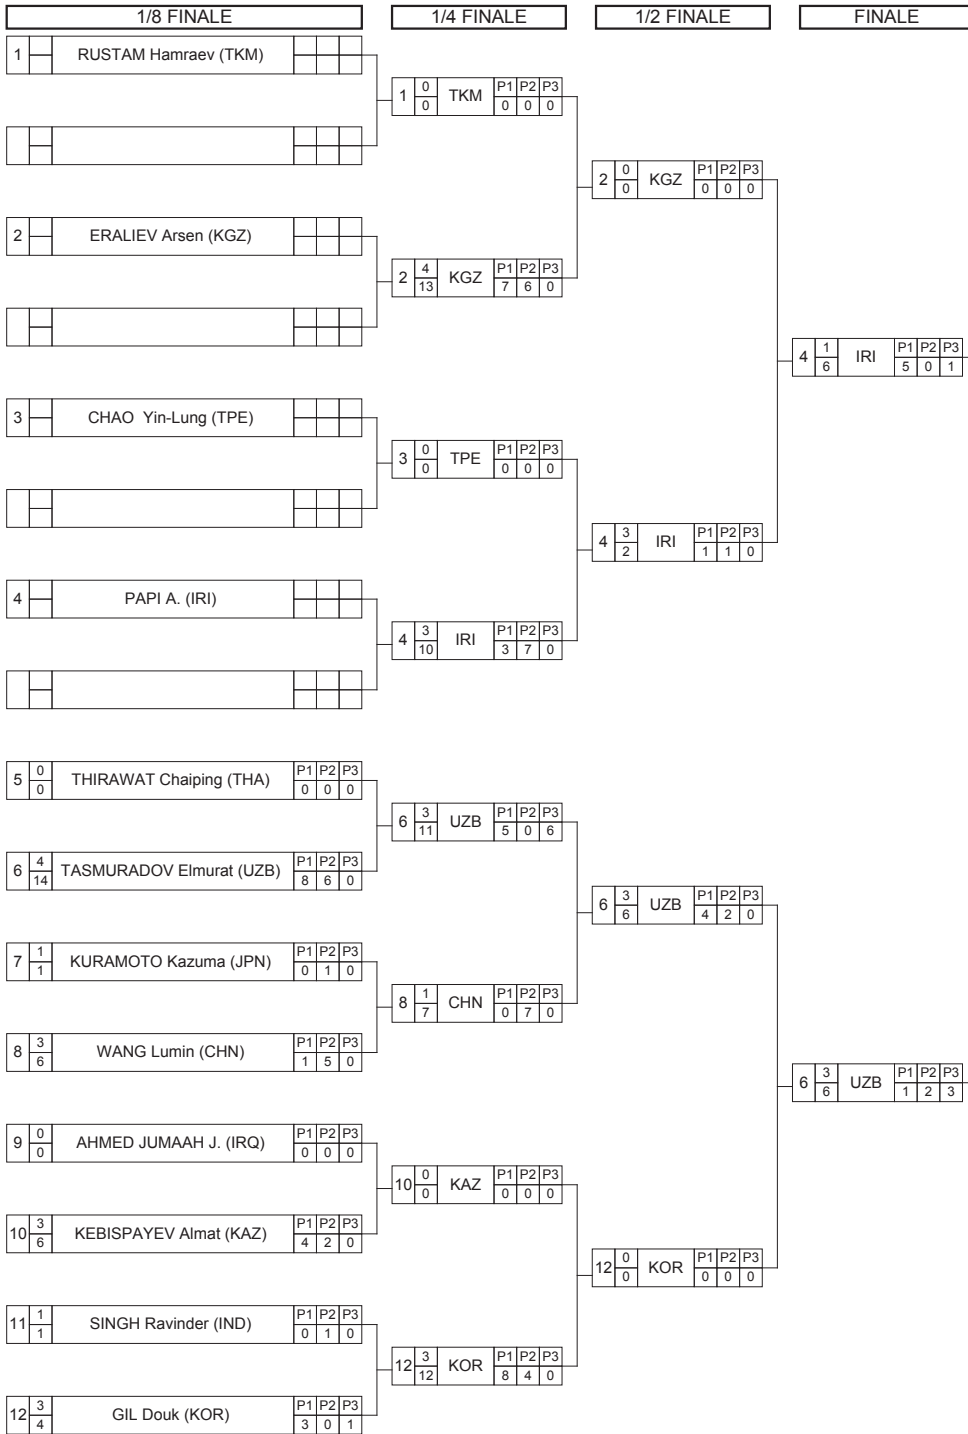 1/8 FINALE 1/4 FINALE 1/2 FINALE FINALE
1 RUSTAM Hamraev (TKM)
1 0 TKM P1 P2 P3
0 0 0 0
2 0 KGZ P1 P2 P3
0 0 0 0
2 ERALIEV Arsen (KGZ)
2 4 KGZ P1 P2 P3
13 7 6 0
4 1 IRI P1 P2 P3
6 5 0 1
3 CHAO Yin-Lung (TPE)
3 0 TPE P1 P2 P3
0 0 0 0
4 3 IRI P1 P2 P3
2 1 1 0
4 PAPI A. (IRI)
4 3 IRI P1 P2 P3
10 3 7 0
5 0 THIRAWAT Chaiping (THA) P1 P2 P3
0 0 0 0
6 3 UZB P1 P2 P3
11 5 0 6
6 4 TASMURADOV Elmurat (UZB) P1 P2 P3
14 8 6 0
6 3 UZB P1 P2 P3
6 4 2 0
7 1 KURAMOTO Kazuma (JPN) P1 P2 P3
1 0 1 0
8 1 CHN P1 P2 P3
7 0 7 0
8 3 WANG Lumin (CHN) P1 P2 P3
6 1 5 0
6 3 UZB P1 P2 P3
6 1 2 3
9 0 AHMED JUMAAH J. (IRQ) P1 P2 P3
0 0 0 0
10 0 KAZ P1 P2 P3
0 0 0 0
10 3 KEBISPAYEV Almat (KAZ) P1 P2 P3
6 4 2 0
12 0 KOR P1 P2 P3
0 0 0 0
11 1 SINGH Ravinder (IND) P1 P2 P3
1 0 1 0
12 3 KOR P1 P2 P3
12 8 4 0
12 3 GIL Douk (KOR) P1 P2 P3
4 3 0 1